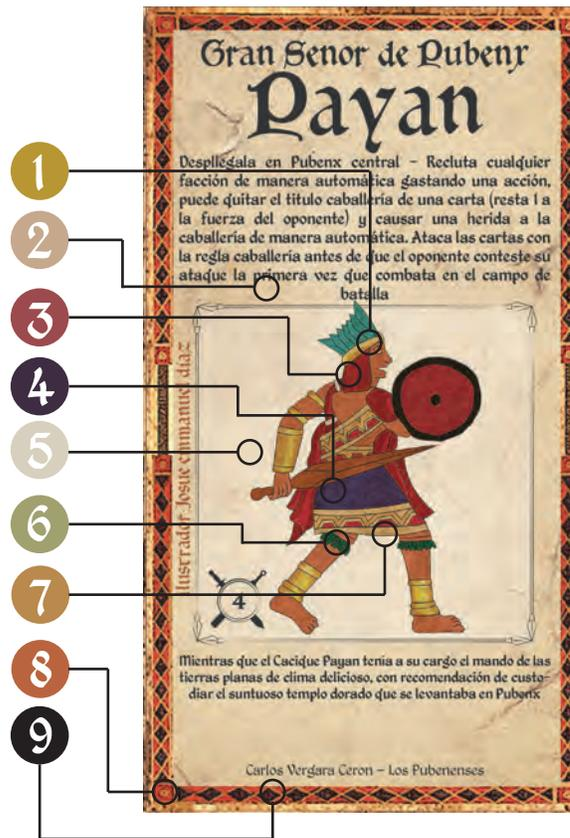 Gran Senor de Pubenx
Payan
Despliégala en Pubenx central - Recluta cualquier
facción de manera automática gastando una acción,
puede quitar el titulo caballería de una carta (resta 1 a
la fuerza del oponente) y causar una herida a la
caballería de manera automática. Ataca las cartas con
la regla caballería antes de que el oponente conteste su
ataque la primera vez que combata en el campo de
batalla
1
2
3
4
5
6
7
8
9
Ilustrador Josue emmanuel diaz
4
Mientras que el Cacique Payan tenia a su cargo el mando de las
tierras planas de clima delicioso, con recomendación de custo-
diar el suntuoso templo dorado que se levantaba en Pubenx
Carlos Vergara Ceron - Los Pubenenses